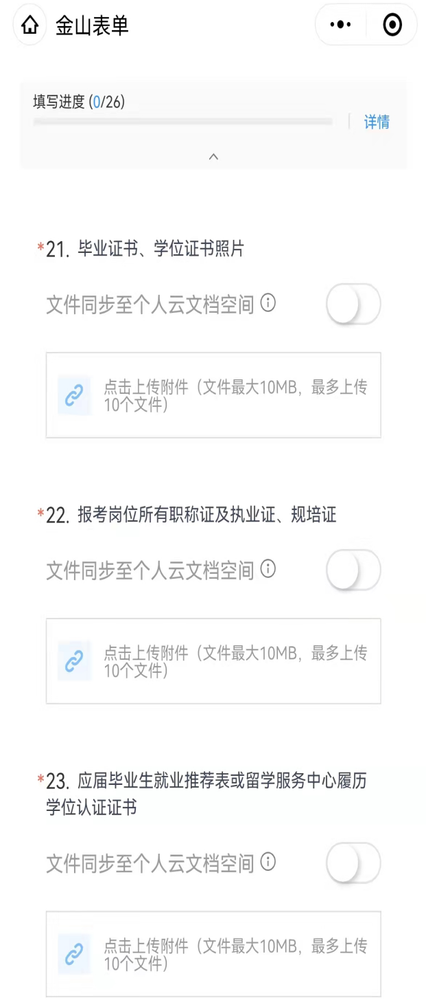 金山表单
填写进度 (0/26)
详情
*21. 毕业证书、学位证书照片
文件同步至个人云文档空间
点击上传附件（文件最大10MB，最多上传
10个文件）
*22. 报考岗位所有职称证及执业证、规培证
文件同步至个人云文档空间
点击上传附件（文件最大10MB，最多上传
10个文件）
*23. 应届毕业生就业推荐表或留学服务中心履历
学位认证证书
文件同步至个人云文档空间
点击上传附件（文件最大10MB，最多上传
10个文件）